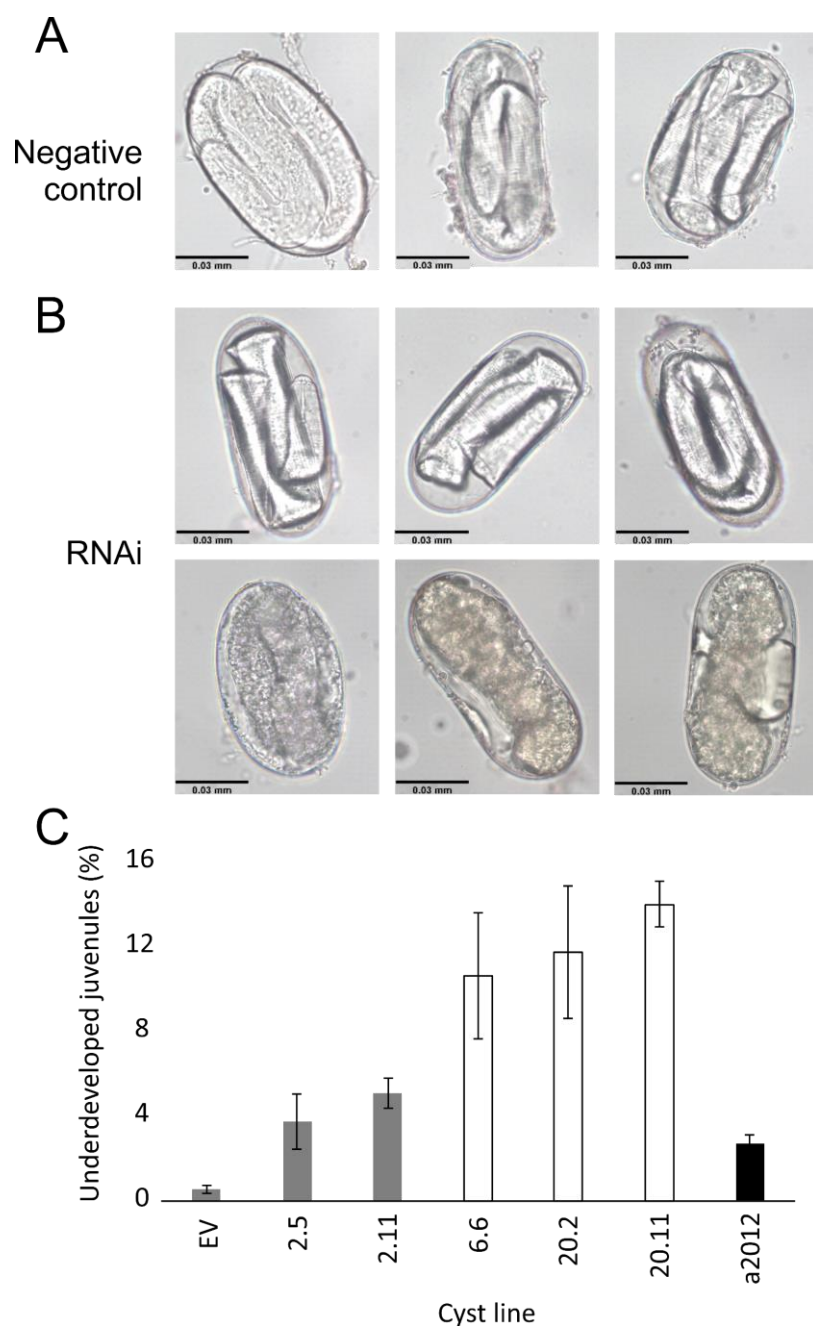 A
Negative
control
0.03 mm
0.03 mm
0.03 mm
B
RNAi
0.03 mm
0.03 mm
0.03 mm
0.03 mm
0.03 mm
0.03 mm
C
Underdeveloped juvenules (%)
16
12
8
4
0
EV
2.5
2.11
6.6
20.2
20.11
a2012
Cyst line